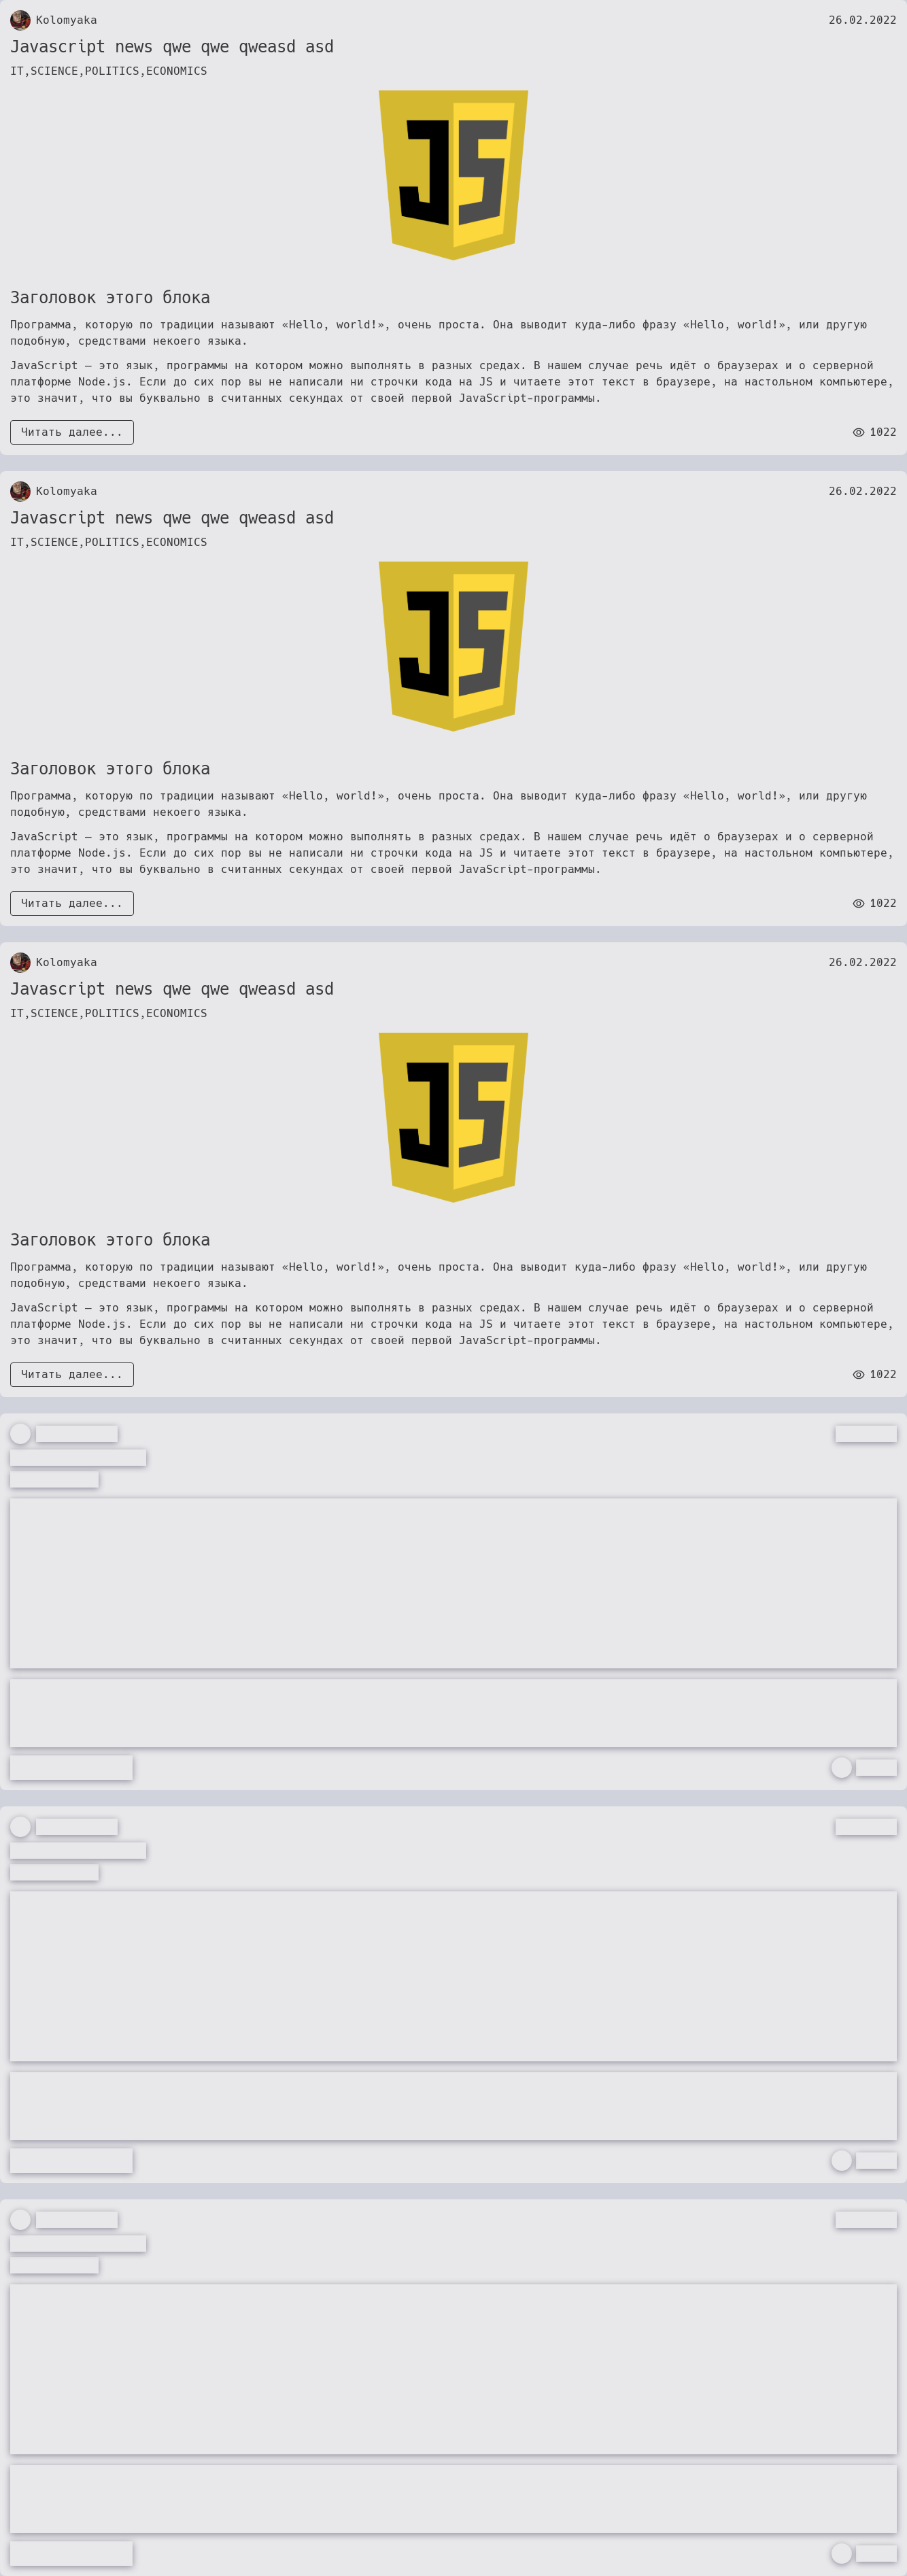 Kolomyaka 26.02.2022
Javascript news qwe qwe qweasd asd
IT,SCIENCE,POLITICS,ECONOMICS
JS
Заголовок этого блока
Программа, которую по традиции называют «Hello, world!», очень проста. Она выводит куда-либо фразу «Hello, world!», или другую
подобную, средствами некоего языка.
JavaScript — это язык, программы на котором можно выполнять в разных средах. В нашем случае речь идёт о браузерах и о серверной
платформе Node.js. Если до сих пор вы не написали ни строчки кода на JS и читаете этот текст в браузере, на настольном компьютере,
это значит, что вы буквально в считанных секундах от своей первой JavaScript-программы.
Читать далее... 1022
Kolomyaka 26.02.2022
Javascript news qwe qwe qweasd asd
IT,SCIENCE,POLITICS,ECONOMICS
JS
Заголовок этого блока
Программа, которую по традиции называют «Hello, world!», очень проста. Она выводит куда-либо фразу «Hello, world!», или другую
подобную, средствами некоего языка.
JavaScript — это язык, программы на котором можно выполнять в разных средах. В нашем случае речь идёт о браузерах и о серверной
платформе Node.js. Если до сих пор вы не написали ни строчки кода на JS и читаете этот текст в браузере, на настольном компьютере,
это значит, что вы буквально в считанных секундах от своей первой JavaScript-программы.
Читать далее... 1022
Kolomyaka 26.02.2022
Javascript news qwe qwe qweasd asd
IT,SCIENCE,POLITICS,ECONOMICS
JS
Заголовок этого блока
Программа, которую по традиции называют «Hello, world!», очень проста. Она выводит куда-либо фразу «Hello, world!», или другую
подобную, средствами некоего языка.
JavaScript — это язык, программы на котором можно выполнять в разных средах. В нашем случае речь идёт о браузерах и о серверной
платформе Node.js. Если до сих пор вы не написали ни строчки кода на JS и читаете этот текст в браузере, на настольном компьютере,
это значит, что вы буквально в считанных секундах от своей первой JavaScript-программы.
Читать далее... 1022